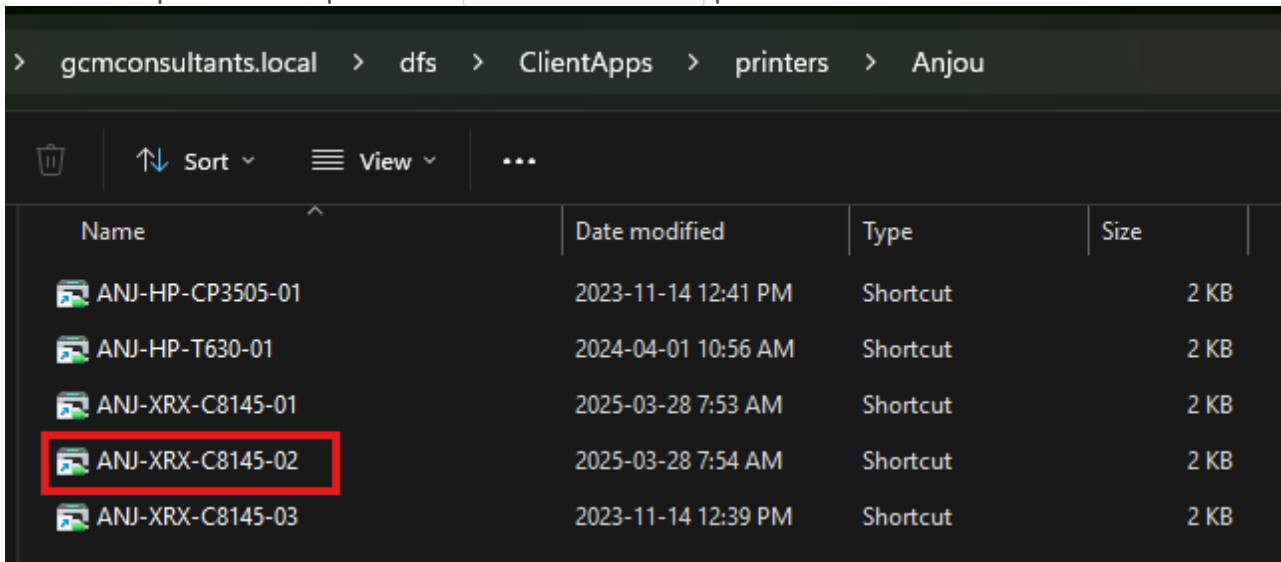 > gcmconsultants.local > dfs > ClientApps > printers > Anjou
Sort View ...
Name Date modified Type Size
ANJ-HP-CP3505-01 2023-11-14 12:41 PM Shortcut 2 KB
ANJ-HP-T630-01 2024-04-01 10:56 AM Shortcut 2 KB
ANJ-XRX-C8145-01 2025-03-28 7:53 AM Shortcut 2 KB
ANJ-XRX-C8145-02 2025-03-28 7:54 AM Shortcut 2 KB
ANJ-XRX-C8145-03 2023-11-14 12:39 PM Shortcut 2 KB